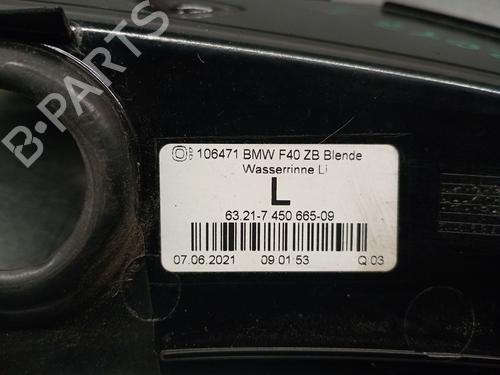 106471 BMW F40 ZB Blende
Wasserrinne Li
L
63.21-7 450 665-09
07.06.2021 09:01:53 Q:03
B-PARTS